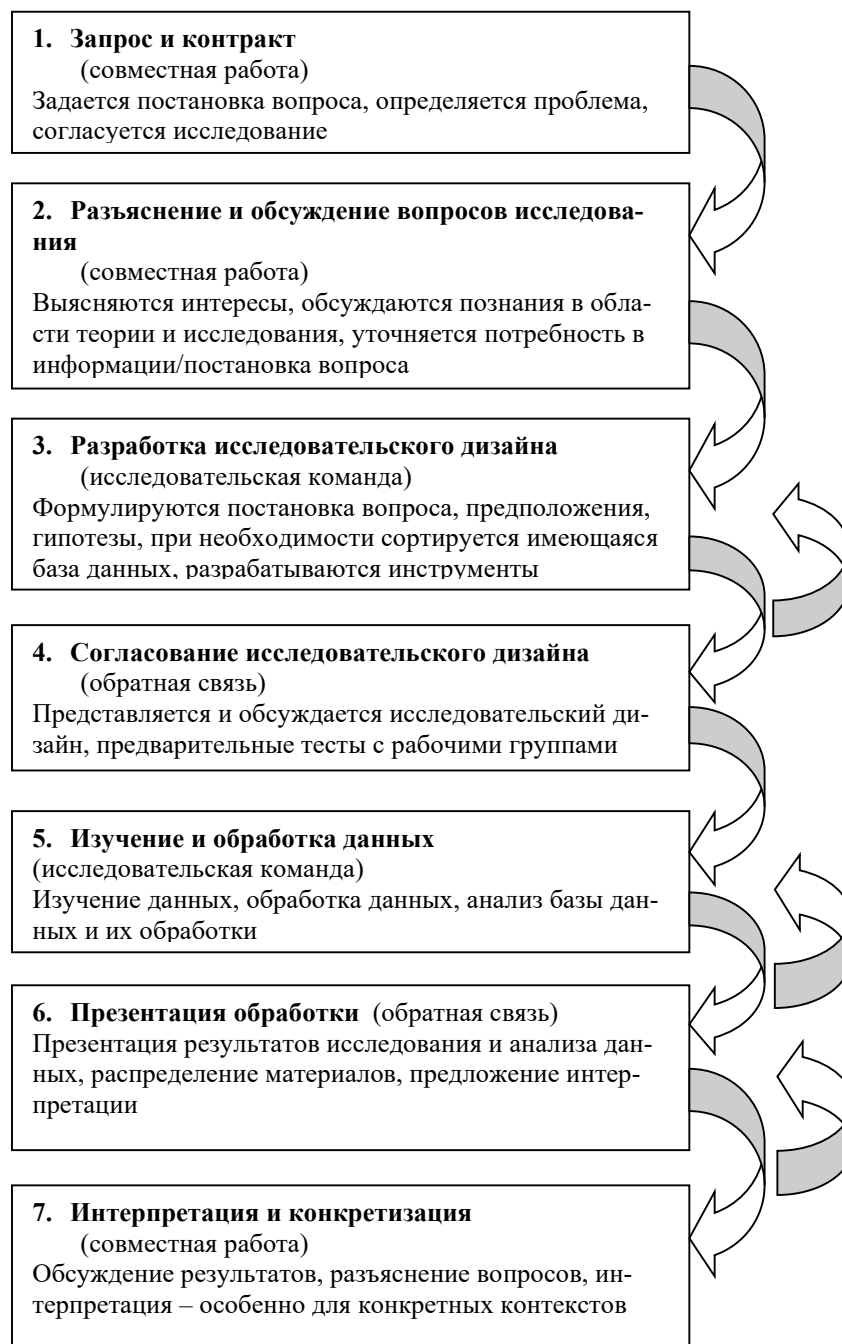 1. Запрос и контракт
(совместная работа)
Задается постановка вопроса, определяется проблема,
согласуется исследование
2. Разъяснение и обсуждение вопросов исследова-
ния
(совместная работа)
Выясняются интересы, обсуждаются познания в обла-
сти теории и исследования, уточняется потребность в
информации/постановка вопроса
3. Разработка исследовательского дизайна
(исследовательская команда)
Формулируются постановка вопроса, предположения,
гипотезы, при необходимости сортируется имеющаяся
база данных, разрабатываются инструменты
4. Согласование исследовательского дизайна
(обратная связь)
Представляется и обсуждается исследовательский ди-
зайн, предварительные тесты с рабочими группами
5. Изучение и обработка данных
(исследовательская команда)
Изучение данных, обработка данных, анализ базы дан-
ных и их обработки
6. Презентация обработки (обратная связь)
Презентация результатов исследования и анализа дан-
ных, распределение материалов, предложение интер-
претации
7. Интерпретация и конкретизация
(совместная работа)
Обсуждение результатов, разъяснение вопросов, ин-
терпретация – особенно для конкретных контекстов